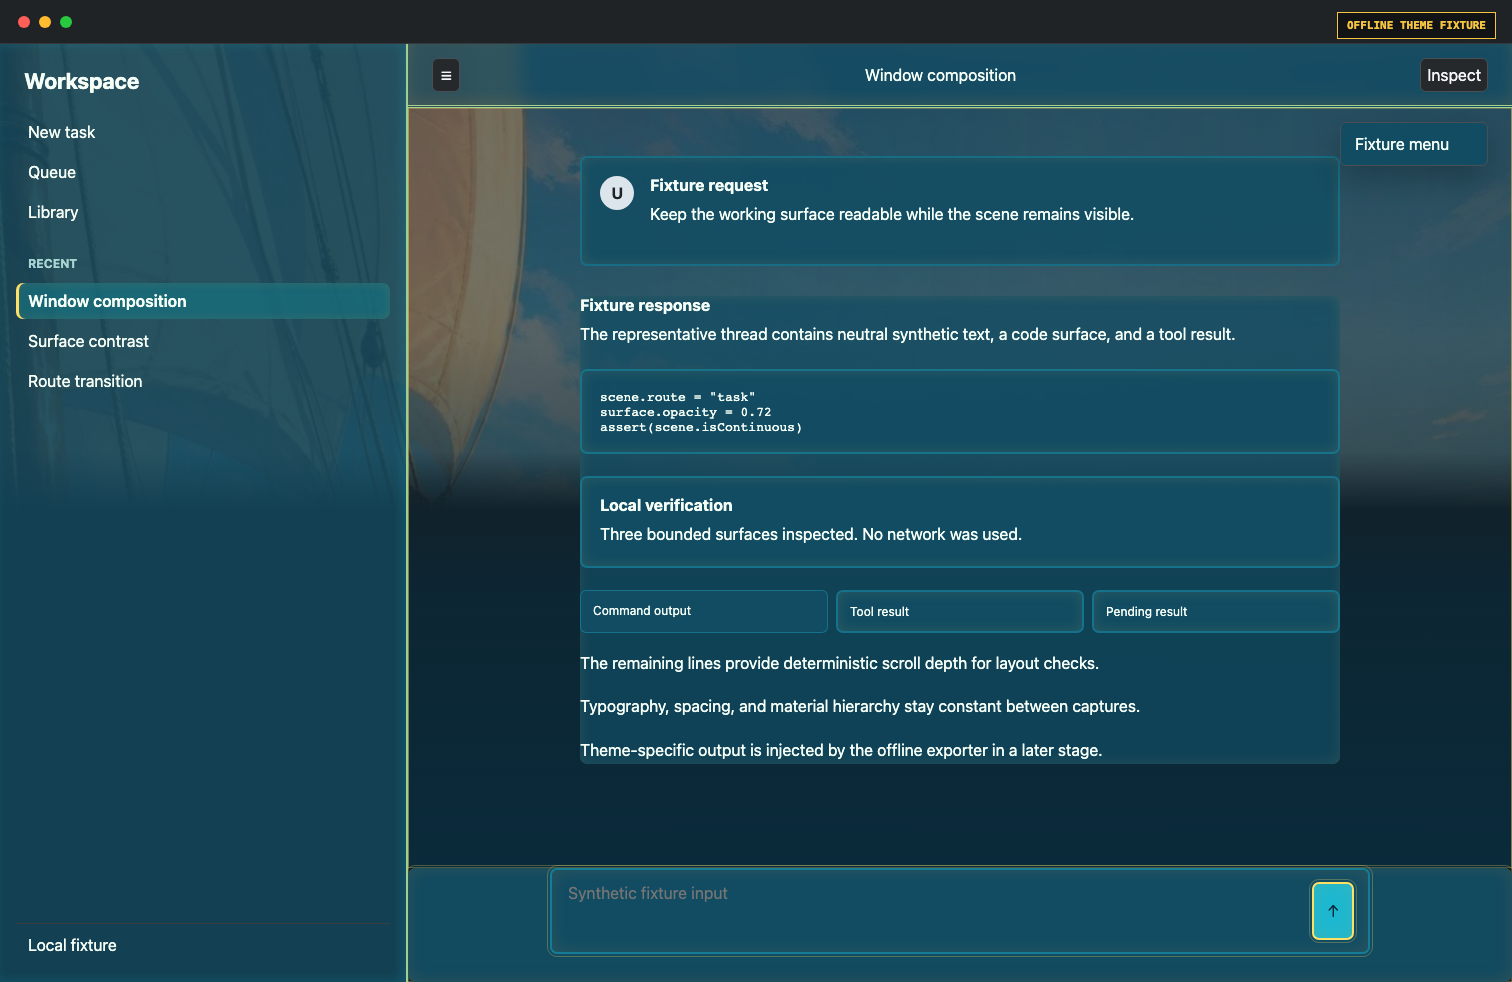 OFFLINE THEME FIXTURE
Workspace
New task
Queue
Library
RECENT
Window composition
Surface contrast
Route transition
Local fixture
Window composition
Inspect
Fixture menu
U
Fixture request
Keep the working surface readable while the scene remains visible.
Fixture response
The representative thread contains neutral synthetic text, a code surface, and a tool result.
scene.route = "task"
surface.opacity = 0.72
assert(scene.isContinuous)
Local verification
Three bounded surfaces inspected. No network was used.
Command output
Tool result
Pending result
The remaining lines provide deterministic scroll depth for layout checks.
Typography, spacing, and material hierarchy stay constant between captures.
Theme-specific output is injected by the offline exporter in a later stage.
Synthetic fixture input